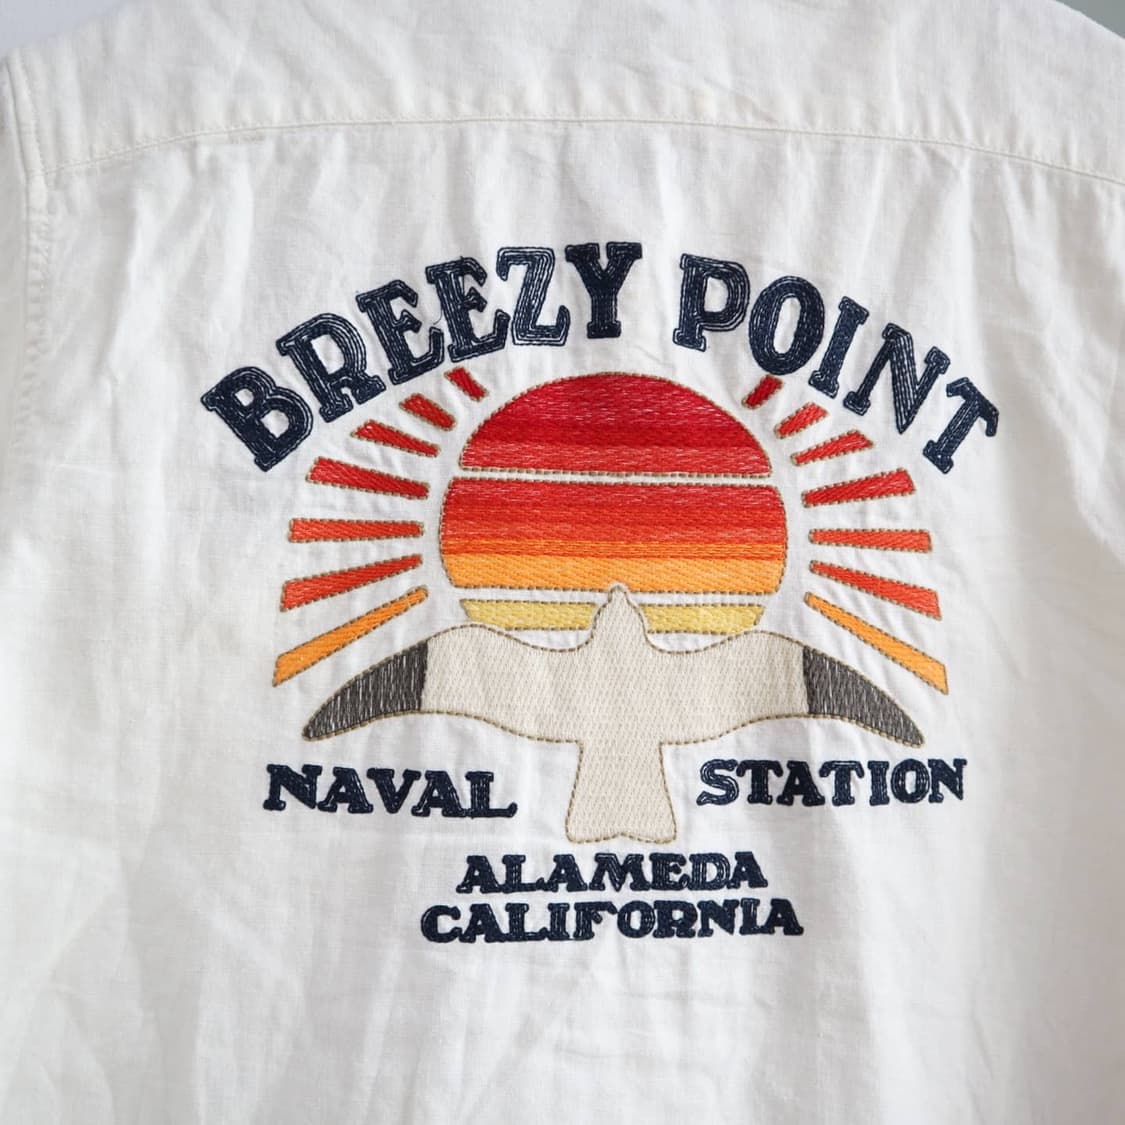 BREEZY POINT
NAVAL STATION
ALAMEDA
CALIFORNIA